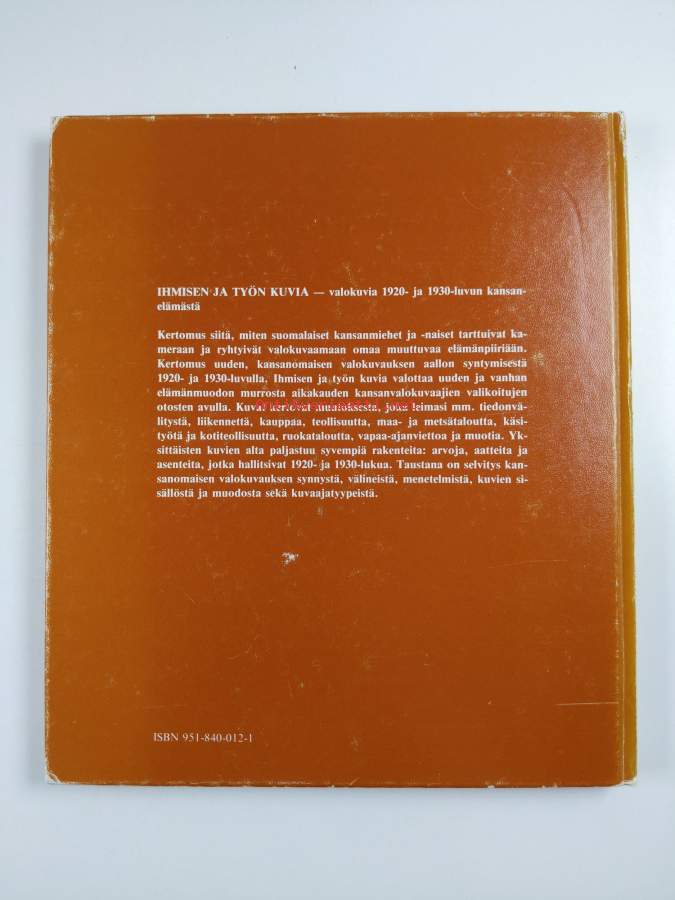 IHMISEN JA TYÖN KUVIA — valokuvia 1920- ja 1930-luvun kansan-
elämästä
Kertomus siitä, miten suomalaiset kansanmiehet ja -naiset tarttuivat ka-
meraan ja ryhtyivät valokuvaamaan omaa muuttuvaa elämänpiiriään.
Kertomus uuden, kansanomaisen valokuvauksen aallon syntymisestä
1920- ja 1930-luvulla. Ihmisen ja työn kuvia valottaa uuden ja vanhan
elämänmuodon murrosta aikakauden kansanvalokuvaajien valikoitujen
otosten avulla. Kuvat kertovat muutoksesta, joka leimasi mm. tiedonvä-
litystä, liikennettä, kauppaa, teollisuutta, maa- ja metsätaloutta, käsi-
työtä ja kotiteollisuutta, ruokataloutta, vapaa-ajanviettoa ja muotia. Yk-
sittäisten kuvien alta paljastuu syvempiä rakenteita: arvoja, aatteita ja
asenteita, jotka hallitsivat 1920- ja 1930-lukua. Taustana on selvitys kan-
sanomaisen valokuvauksen synnystä, välineistä, menetelmistä, kuvien si-
sällöstä ja muodosta sekä kuvaajatyypeistä.
ISBN 951-840-012-1